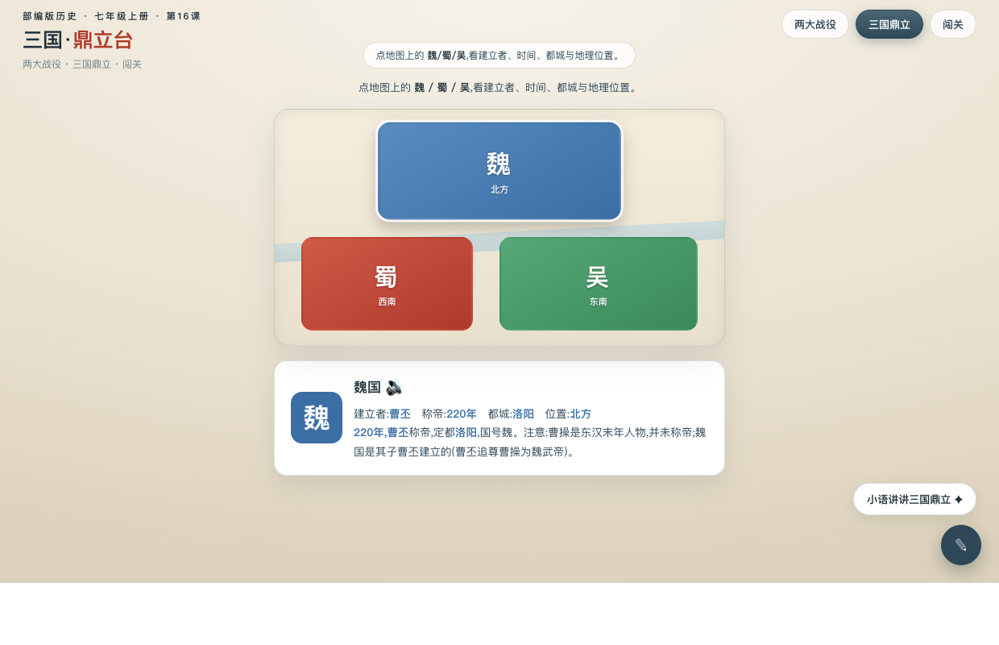 部编版历史 · 七年级上册 · 第16课
三国·鼎立台
两大战役 · 三国鼎立 · 闯关
两大战役
三国鼎立
闯关
点地图上的 魏/蜀/吴,看建立者、时间、都城与地理位置。
点地图上的 魏 / 蜀 / 吴,看建立者、时间、都城与地理位置。
魏
北方
蜀
西南
吴
东南
魏
魏国
建立者:曹丕 称帝:220年 都城:洛阳 位置:北方
220年,曹丕称帝,定都洛阳,国号魏。注意:曹操是东汉末年人物,并未称帝;魏
国是其子曹丕建立的(曹丕追尊曹操为魏武帝)。
小语讲讲三国鼎立 ✦